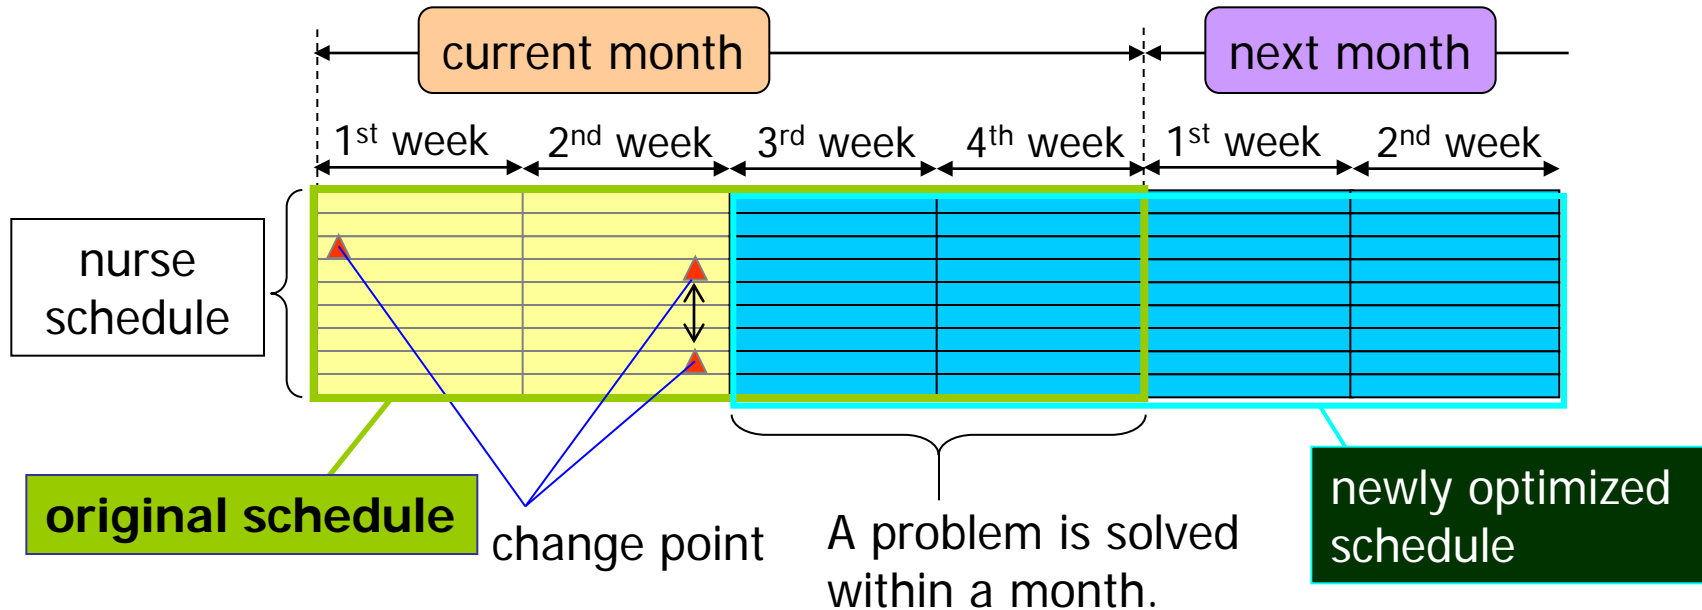 current month
next month
1st week
2nd week
3rd week
4th week
1st week
2nd week
nurse
schedule
original schedule
change point
A problem is solved
within a month.
newly optimized
schedule